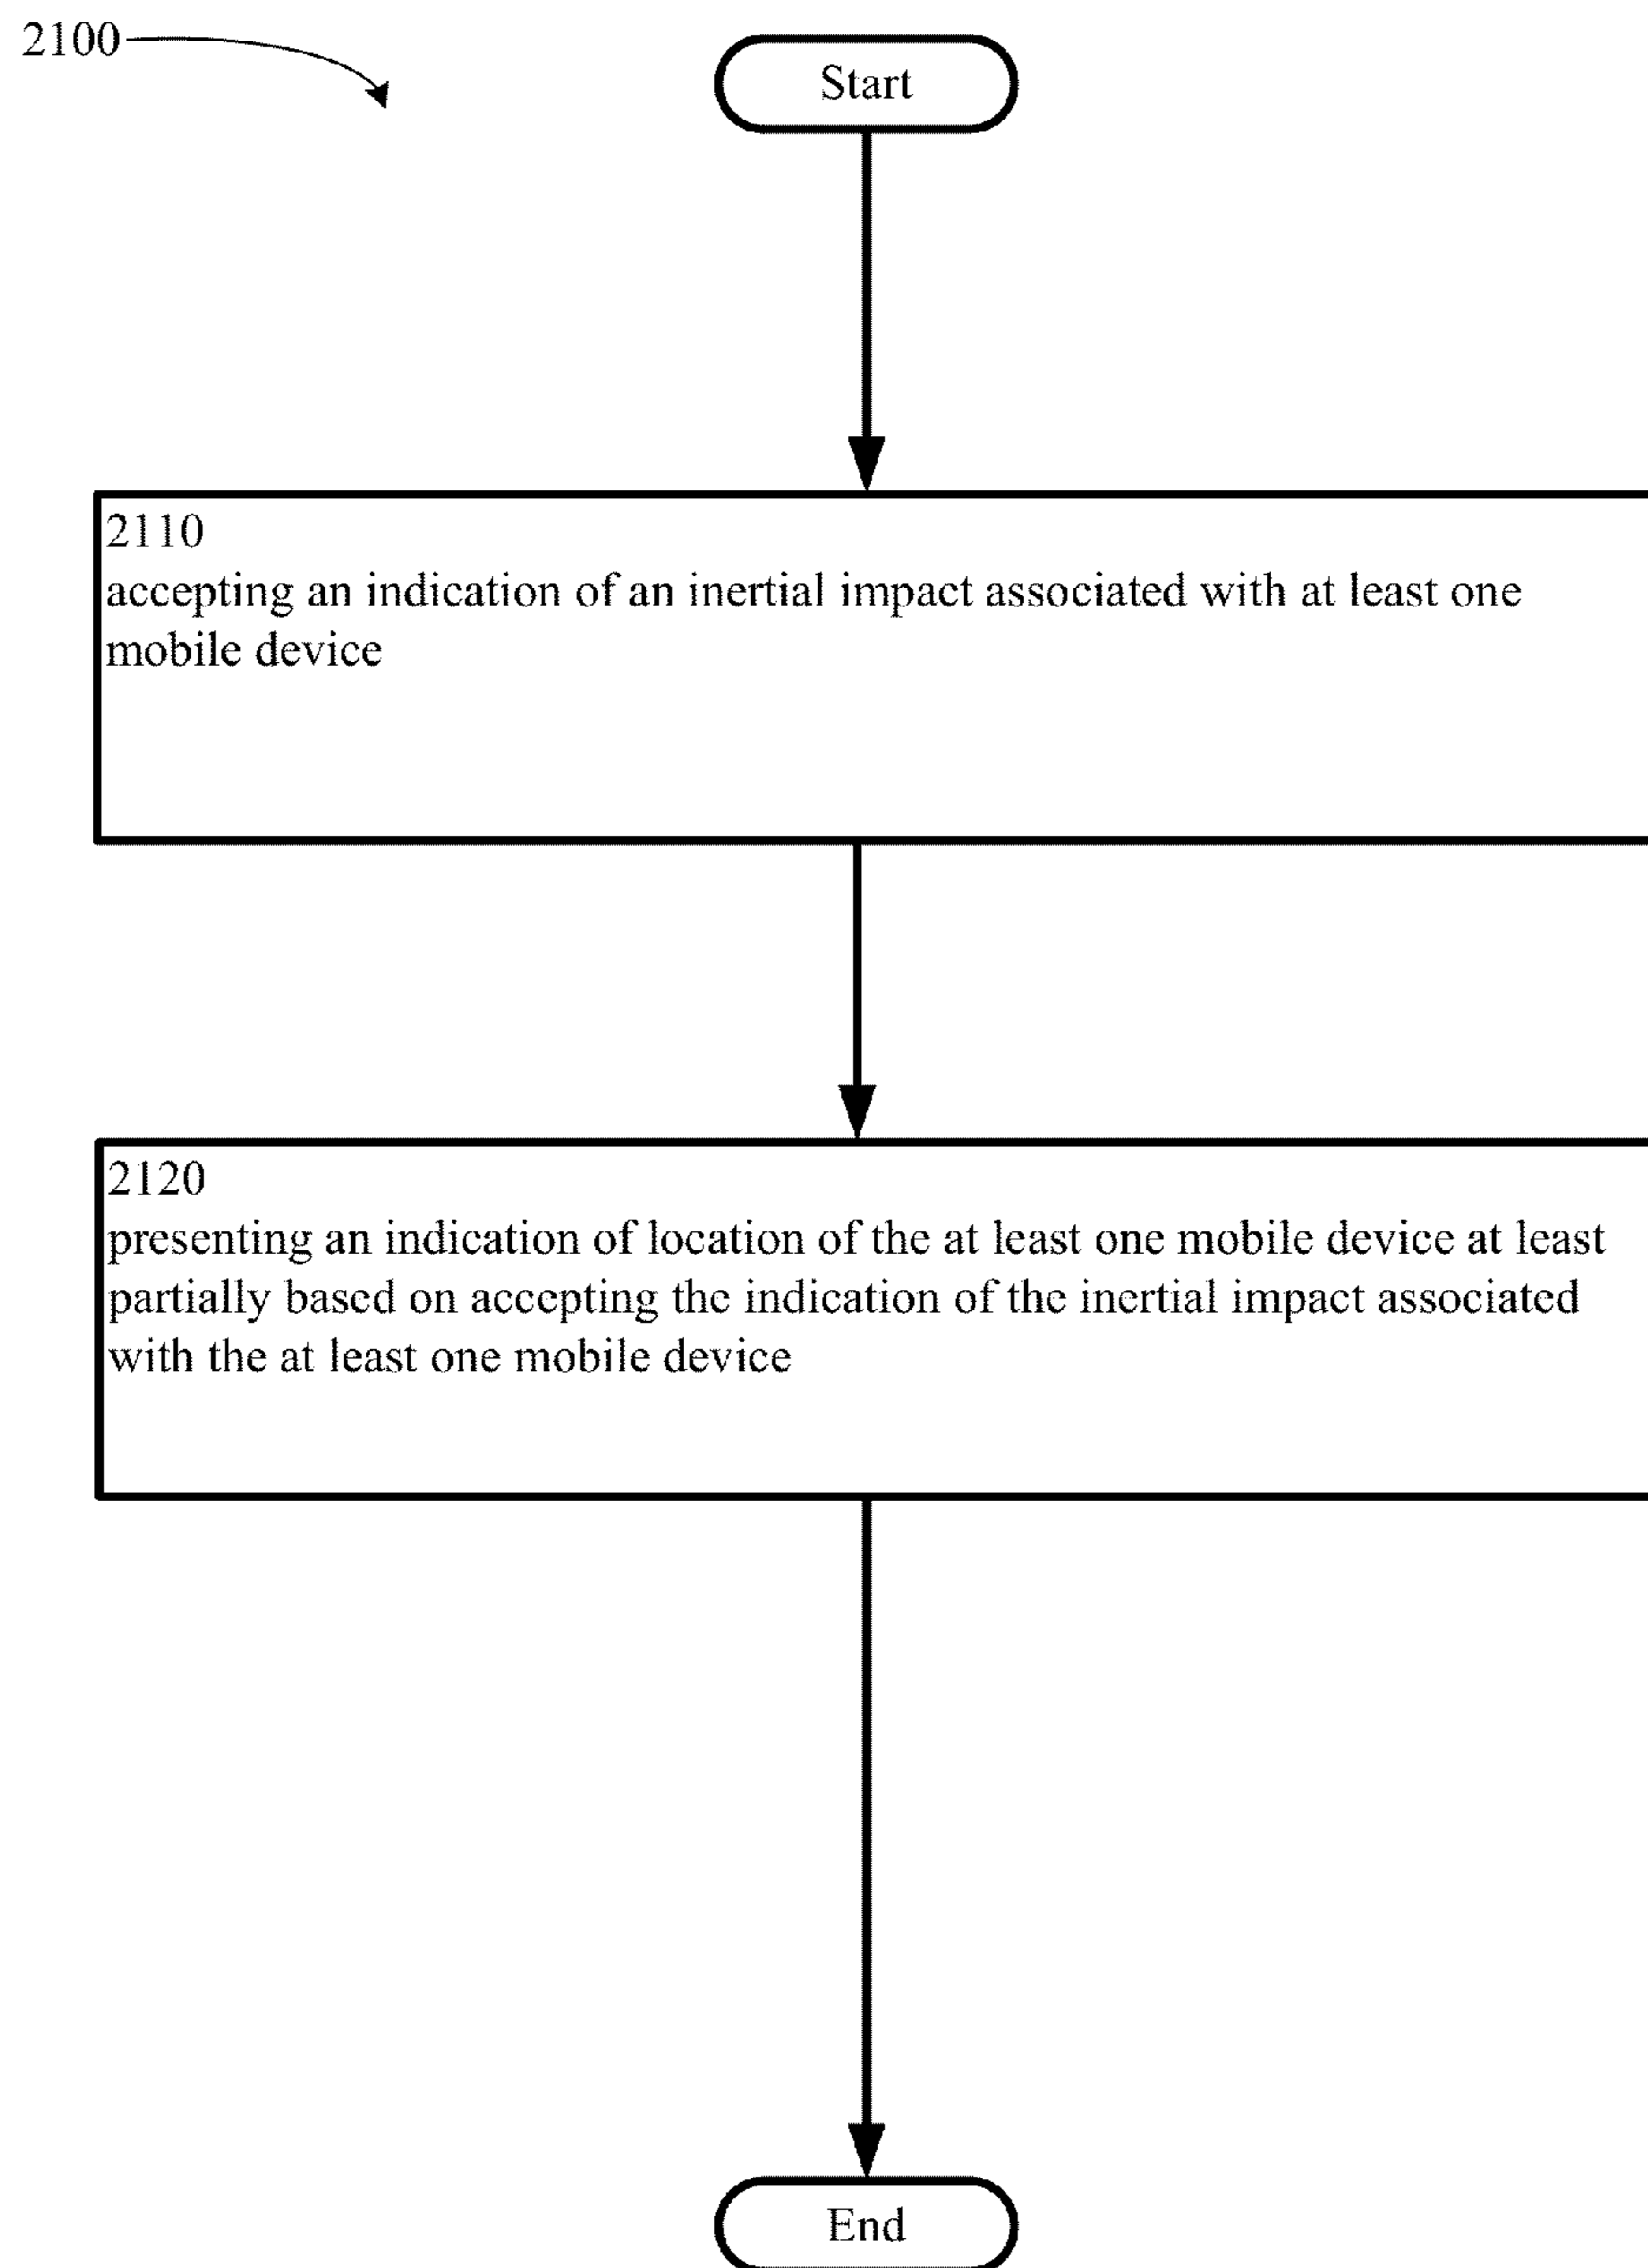 2100
Start
2110
accepting an indication of an inertial impact associated with at least one
mobile device
2120
presenting an indication of location of the at least one mobile device at least
partially based on accepting the indication of the inertial impact associated
with the at least one mobile device
End